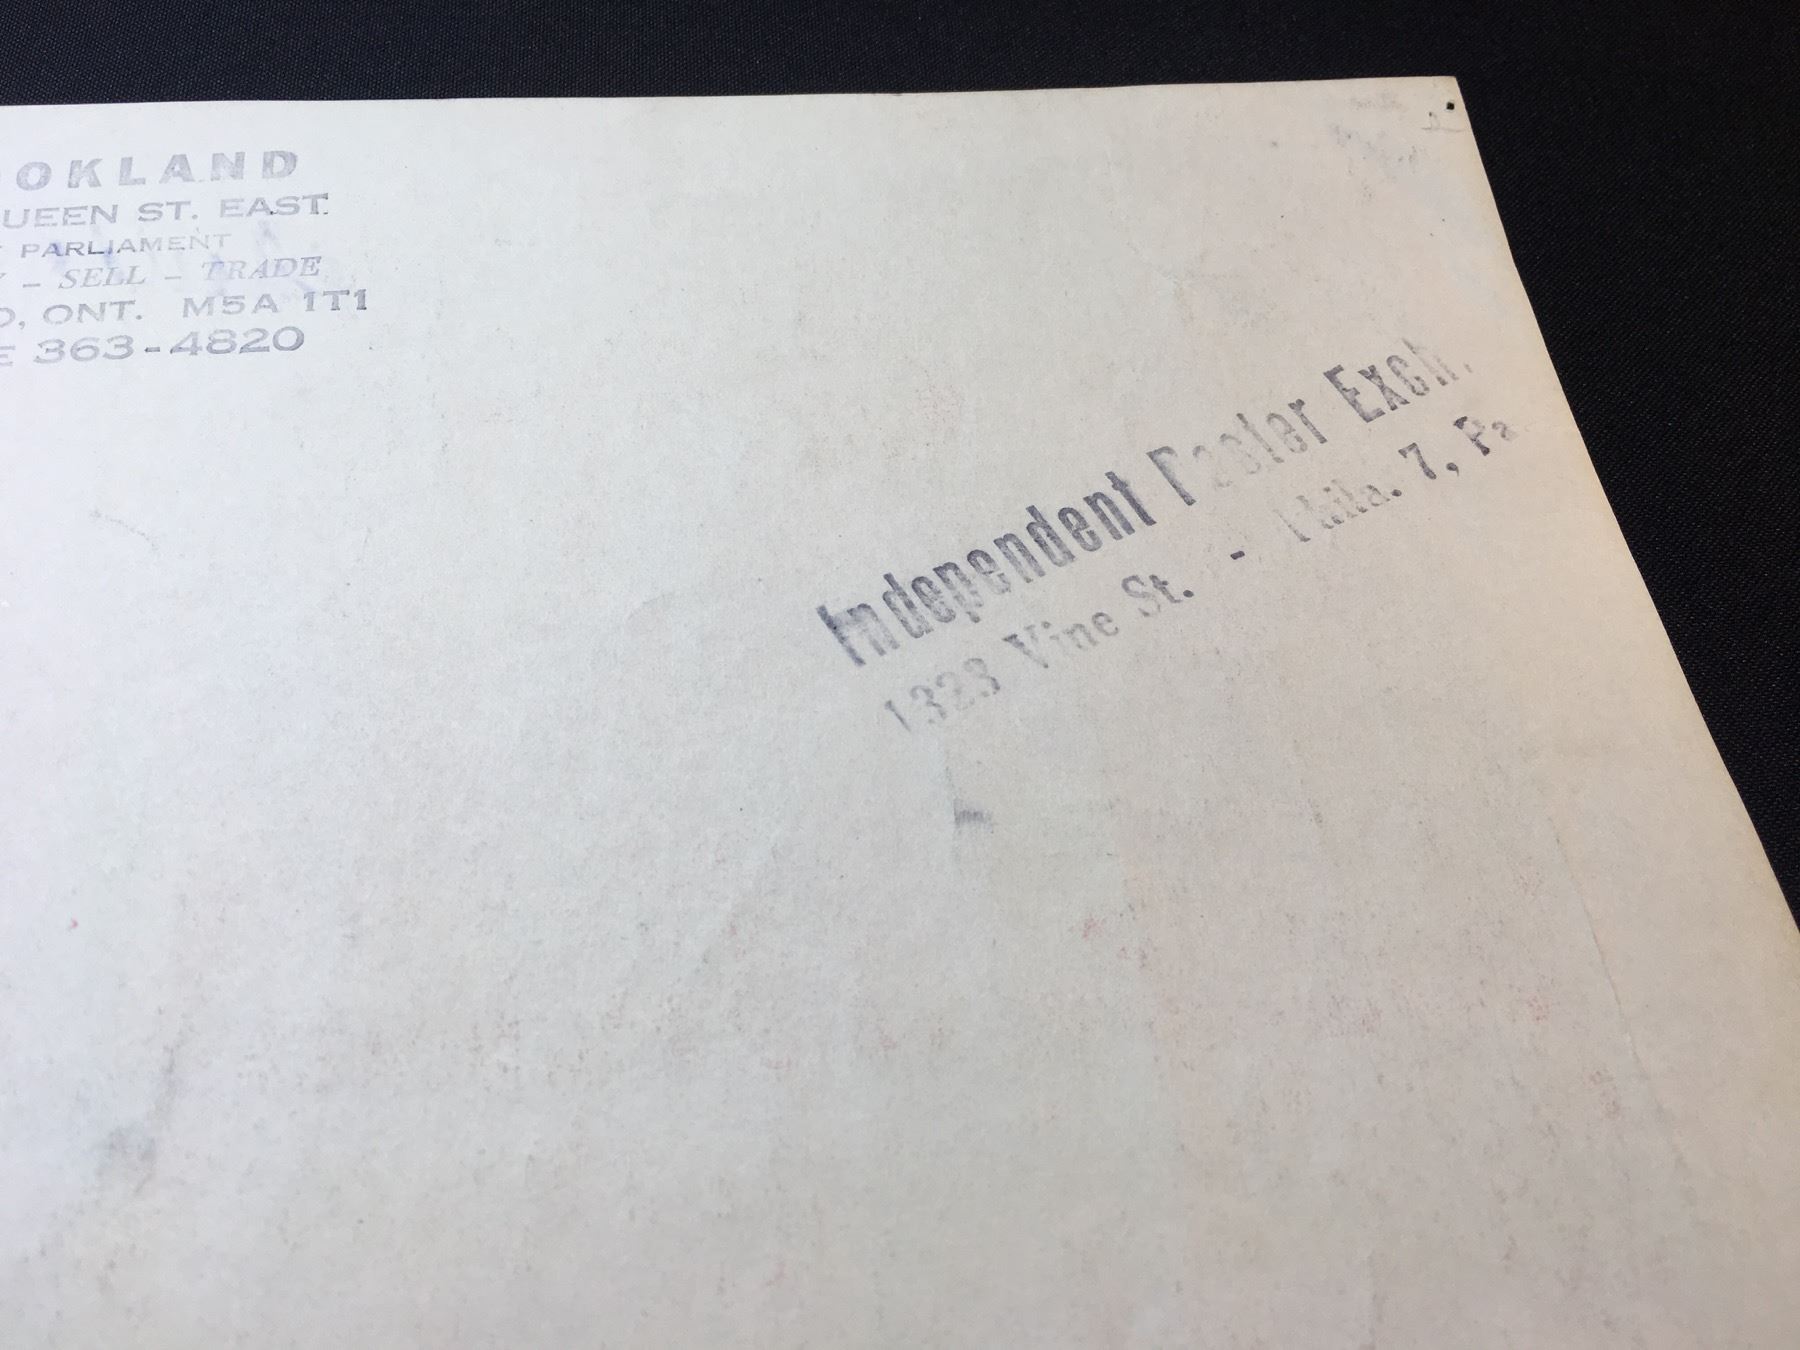 OOKLAND
UEEN ST. EAST
PARLIAMENT
– SELL – TRADE
O, ONT. M5A 1T1
E 363-4820
Independent Poster Exch.
1323 Vine St. - Phila. 7, Pa